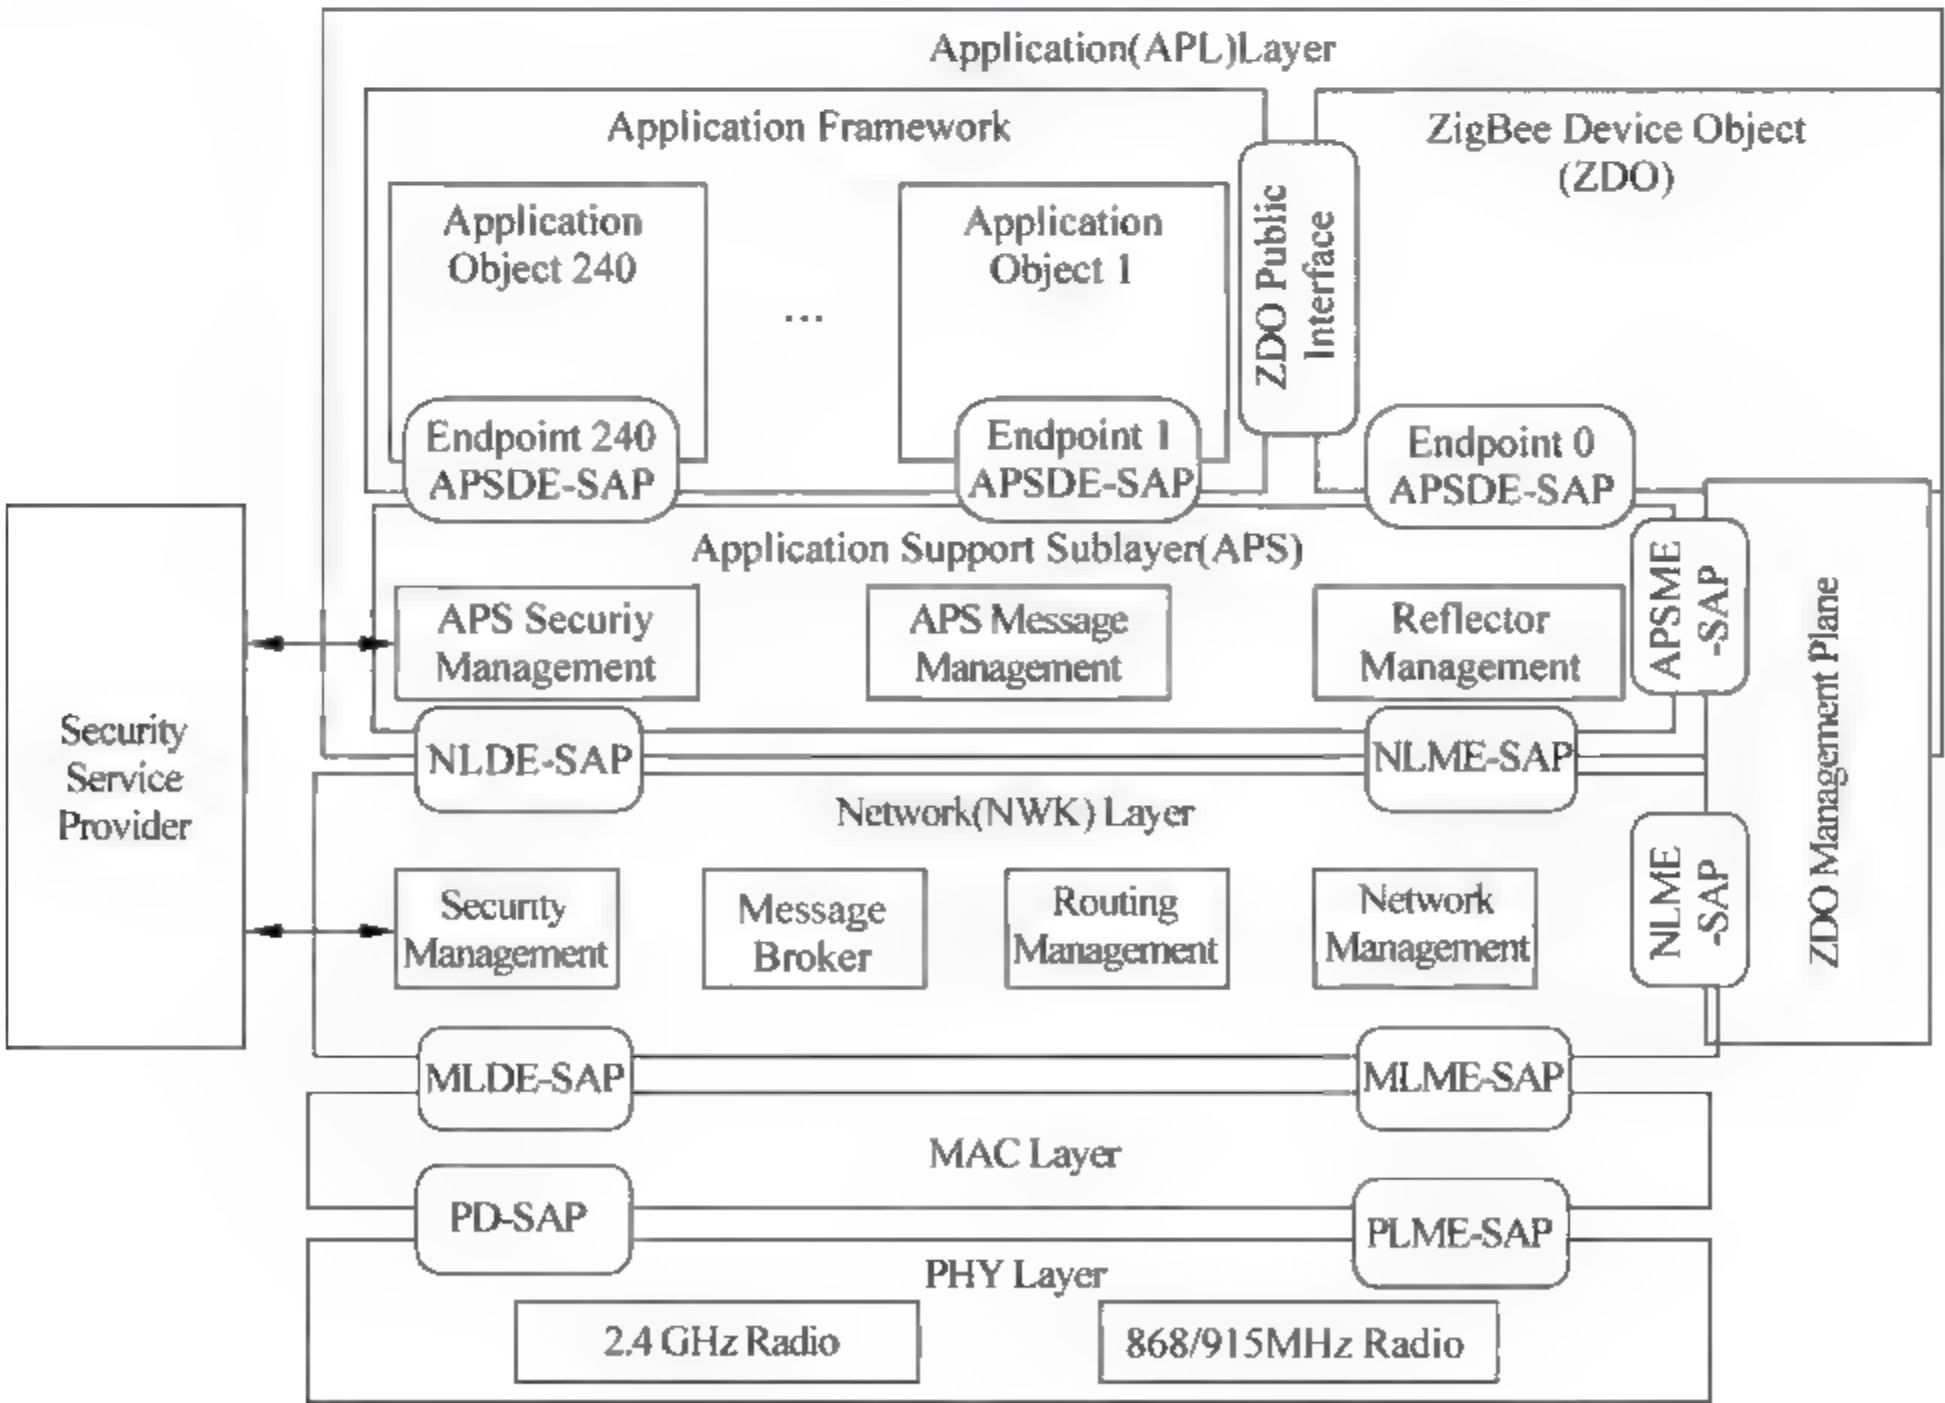 Application(APL)Layer
Application Framework
ZigBee Device Object
(ZDO)
Application
Object 240
...
Application
Object 1
ZDO Public
Interface
Endpoint 240
APSDE-SAP
Endpoint 1
APSDE-SAP
Endpoint 0
APSDE-SAP
Application Support Sublayer(APS)
APS Securiy
Management
APS Message
Management
Reflector
Management
APSME
-SAP
ZDO Management Plane
Security
Service
Provider
NLDE-SAP
NLME-SAP
Network(NWK) Layer
Security
Management
Message
Broker
Routing
Management
Network
Management
NLME
-SAP
MLDE-SAP
MLME-SAP
MAC Layer
PD-SAP
PLME-SAP
PHY Layer
2.4 GHz Radio
868/915MHz Radio